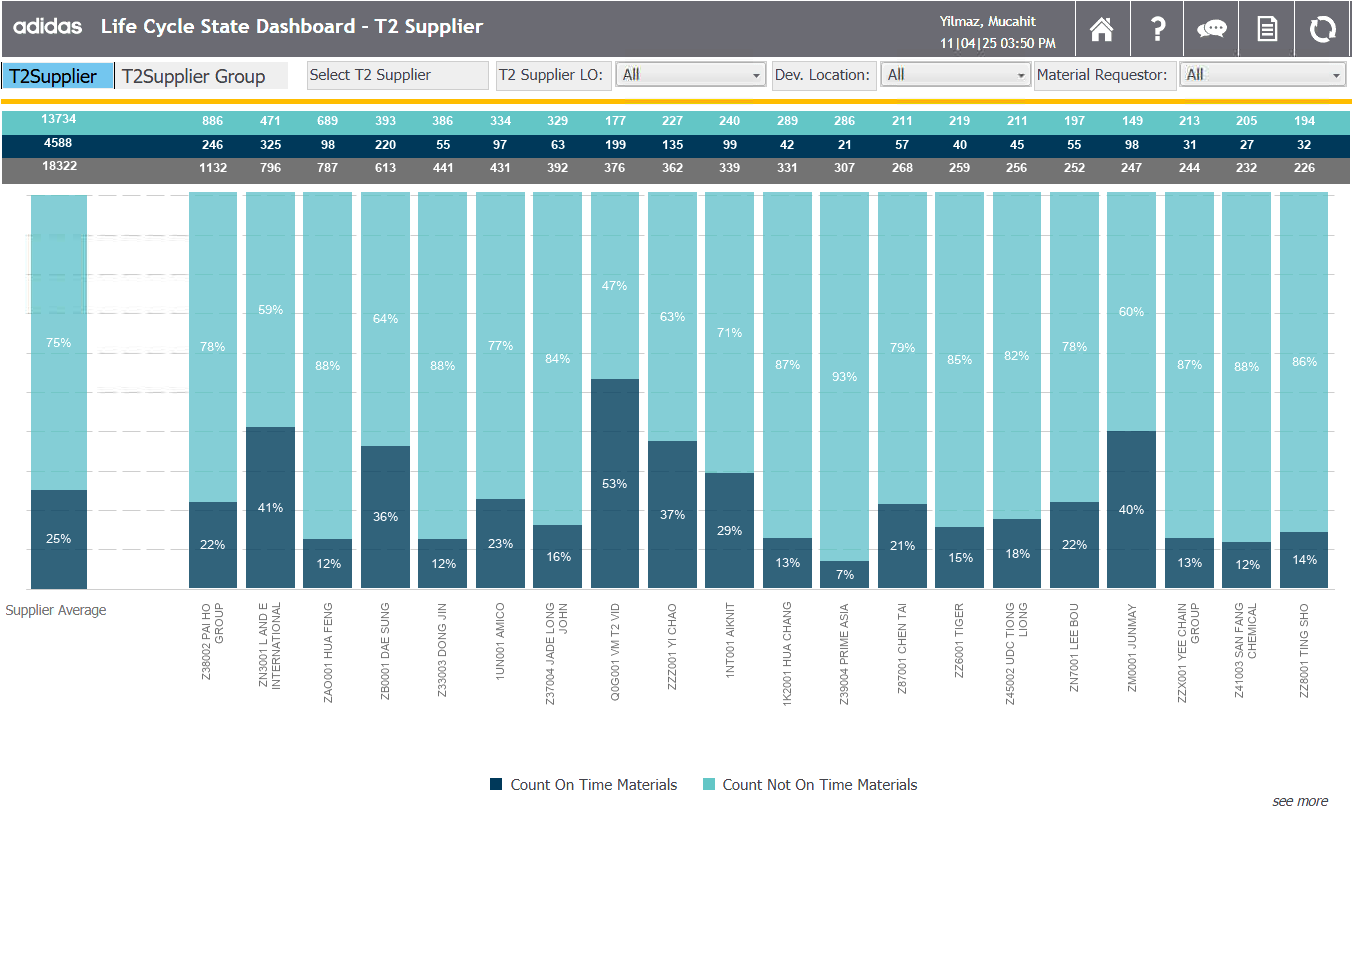 adidas Life Cycle State Dashboard - T2 Supplier
Yilmaz, Mucahit
11|04|25 03:50 PM
T2Supplier T2Supplier Group Select T2 Supplier T2 Supplier LO: All Dev. Location: All Material Requestor: All
13734 886 471 689 393 386 334 329 177 227 240 289 286 211 219 211 197 149 213 205 194
4588 246 325 98 220 55 97 63 199 135 99 42 21 57 40 45 55 98 31 27 32
18322 1132 796 787 613 441 431 392 376 362 339 331 307 268 259 256 252 247 244 232 226
75% 78% 59% 88% 64% 88% 77% 84% 47% 63% 71% 87% 93% 79% 85% 82% 78% 60% 87% 88% 86%
25% 22% 41% 12% 36% 12% 23% 16% 53% 37% 29% 13% 7% 21% 15% 18% 22% 40% 13% 12% 14%
Supplier Average
Z38002 PAI HO
GROUP
ZN3001 L AND E
INTERNATIONAL
ZAO001 HUA FENG
ZB0001 DAE SUNG
Z33003 DONG JIN
1UN001 AMICO
Z37004 JADE LONG
JOHN
Q0G001 VM T2 VID
ZZZ001 YI CHAO
1NT001 AIKNIT
1K2001 HUA CHANG
Z39004 PRIME ASIA
Z87001 CHEN TAI
ZZ6001 TIGER
Z45002 UDC TIONG
LIONG
ZN7001 LEE BOU
ZM0001 JUNMAY
ZZX001 YEE CHAIN
GROUP
Z41003 SAN FANG
CHEMICAL
ZZ8001 TING SHO
Count On Time Materials Count Not On Time Materials
see more